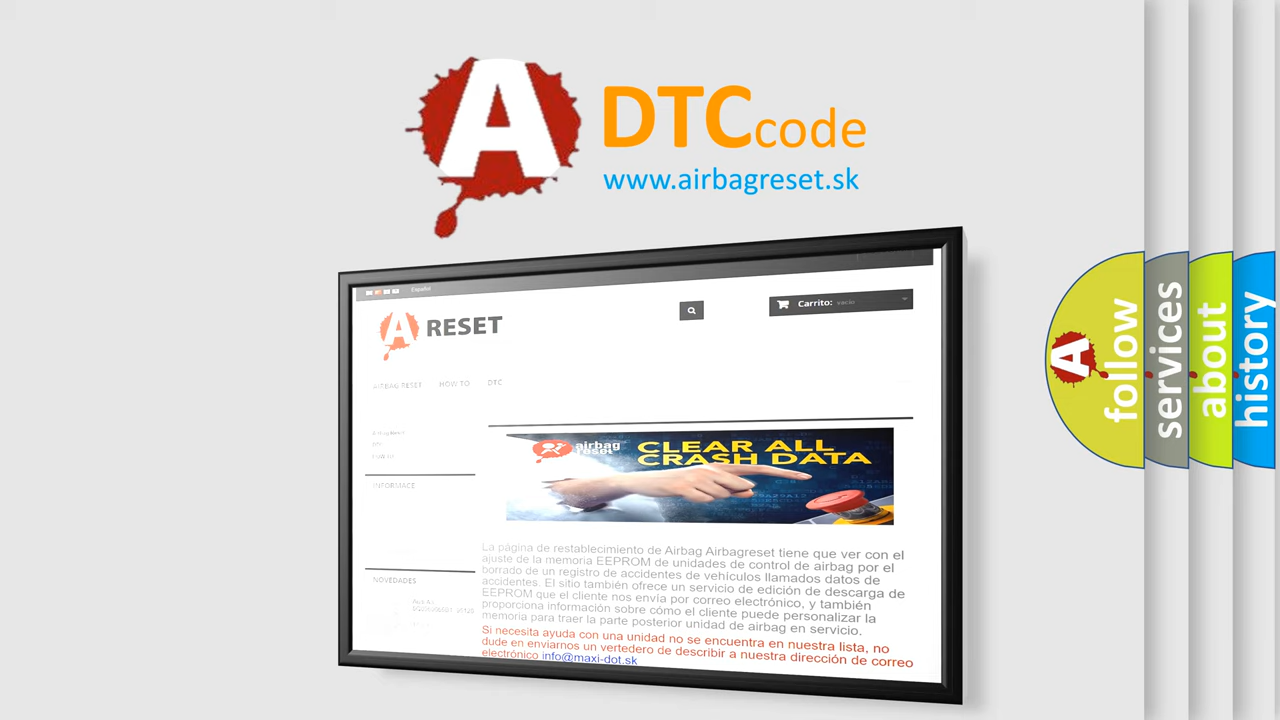 A
DTCcode
www.airbagreset.sk
Español
A RESET
Carrito: vacío
AIRBAG RESET HOW TO DTC
INFORMACE
NOVEDADES
airbag
reset
CLEAR ALL
CRASH DATA
La página de restablecimiento de Airbag Airbagreset tiene que ver con el
ajuste de la memoria EEPROM de unidades de control de airbag por el
borrado de un registro de accidentes de vehículos llamados datos de
accidentes. El sitio también ofrece un servicio de edición de descarga de
EEPROM que el cliente nos envía por correo electrónico, y también
proporciona información sobre cómo el cliente puede personalizar la
memoria para traer la parte posterior unidad de airbag en servicio.
Si necesita ayuda con una unidad no se encuentra en nuestra lista, no
dude en enviarnos un vertedero de describir a nuestra dirección de correo
electrónico info@maxi-dot.sk
A
follow
services
about
history